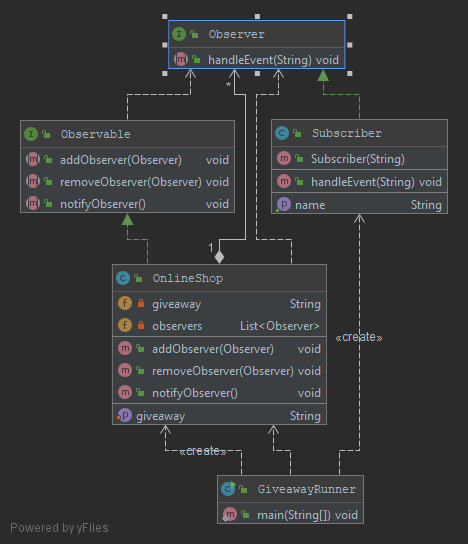 Observer
handleEvent(String) void
*
Observable
addObserver(Observer) void
removeObserver(Observer) void
notifyObserver() void
Subscriber
Subscriber(String)
handleEvent(String) void
name String
1
OnlineShop
giveaway String
observers List<Observer>
addObserver(Observer) void
removeObserver(Observer) void
notifyObserver() void
giveaway String
«create»
«create»
GiveawayRunner
main(String[]) void
Powered by yFiles